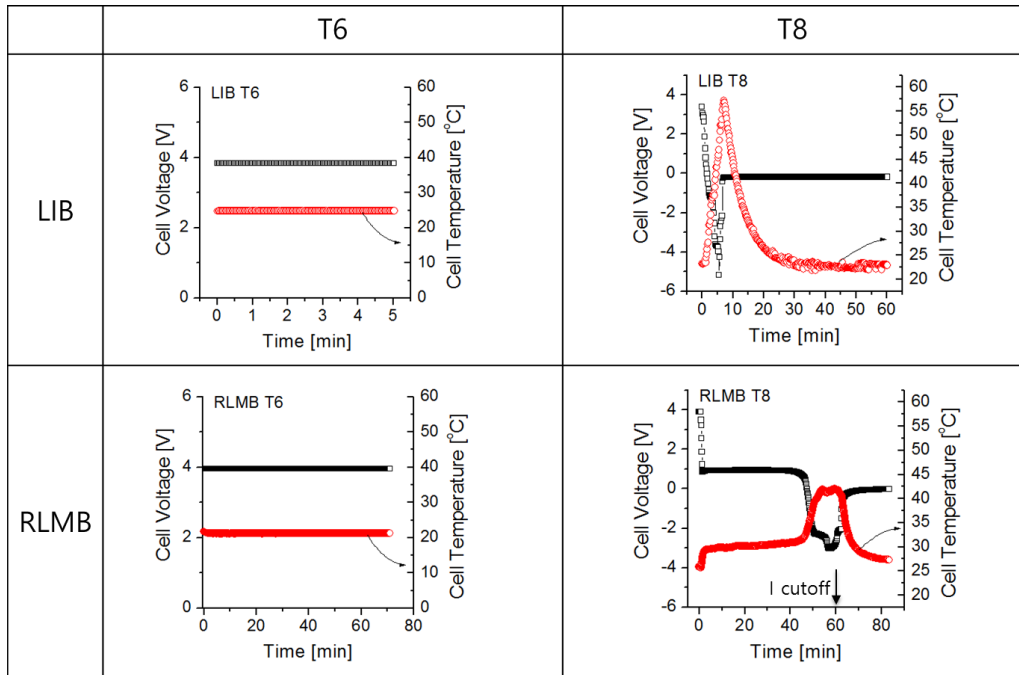 T6
T8
LIB
LIB T6
6
4
2
0
Cell Voltage [V]
60
50
40
30
20
10
0
Cell Temperature [°C]
0 1 2 3 4 5
Time [min]
LIB T8
4
2
0
-2
-4
-6
Cell Voltage [V]
60
55
50
45
40
35
30
25
20
Cell Temperature [°C]
0 10 20 30 40 50 60
Time [min]
RLMB
RLMB T6
6
4
2
0
Cell Voltage [V]
60
50
40
30
20
10
0
Cell Temperature [°C]
0 20 40 60 80
Time [min]
RLMB T8
4
2
0
-2
-4
-6
Cell Voltage [V]
60
55
50
45
40
35
30
25
20
Cell Temperature [°C]
I cutoff
0 20 40 60 80
Time [min]